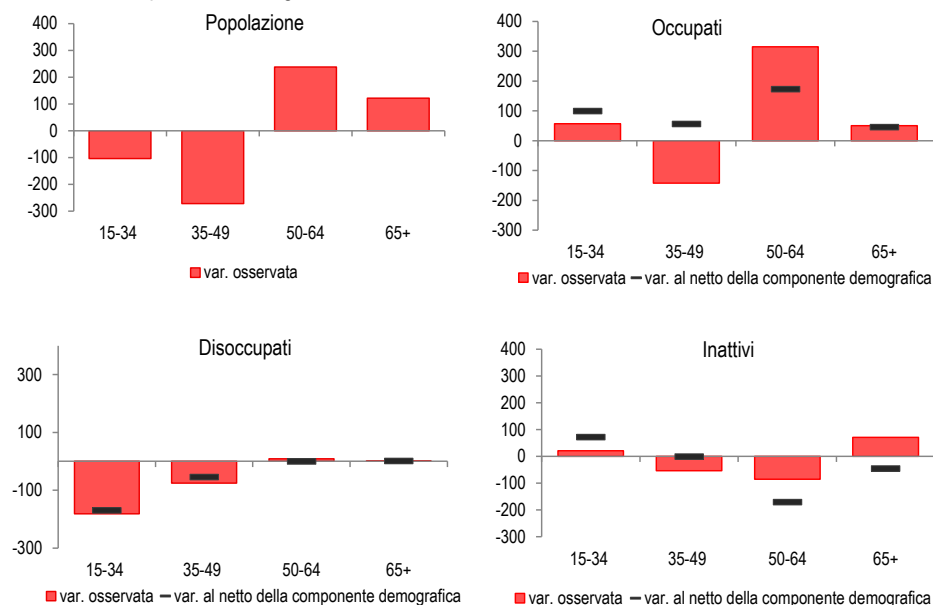 Popolazione
400
300
200
100
0
-100
-200
-300
15-34 35-49 50-64 65+
var. osservata
Occupati
400
300
200
100
0
-100
-200
-300
15-34 35-49 50-64 65+
var. osservata var. al netto della componente demografica
Disoccupati
300
100
-100
-300
15-34 35-49 50-64 65+
var. osservata var. al netto della componente demografica
Inattivi
400
300
200
100
0
-100
-200
-300
15-34 35-49 50-64 65+
var. osservata var. al netto della componente demografica